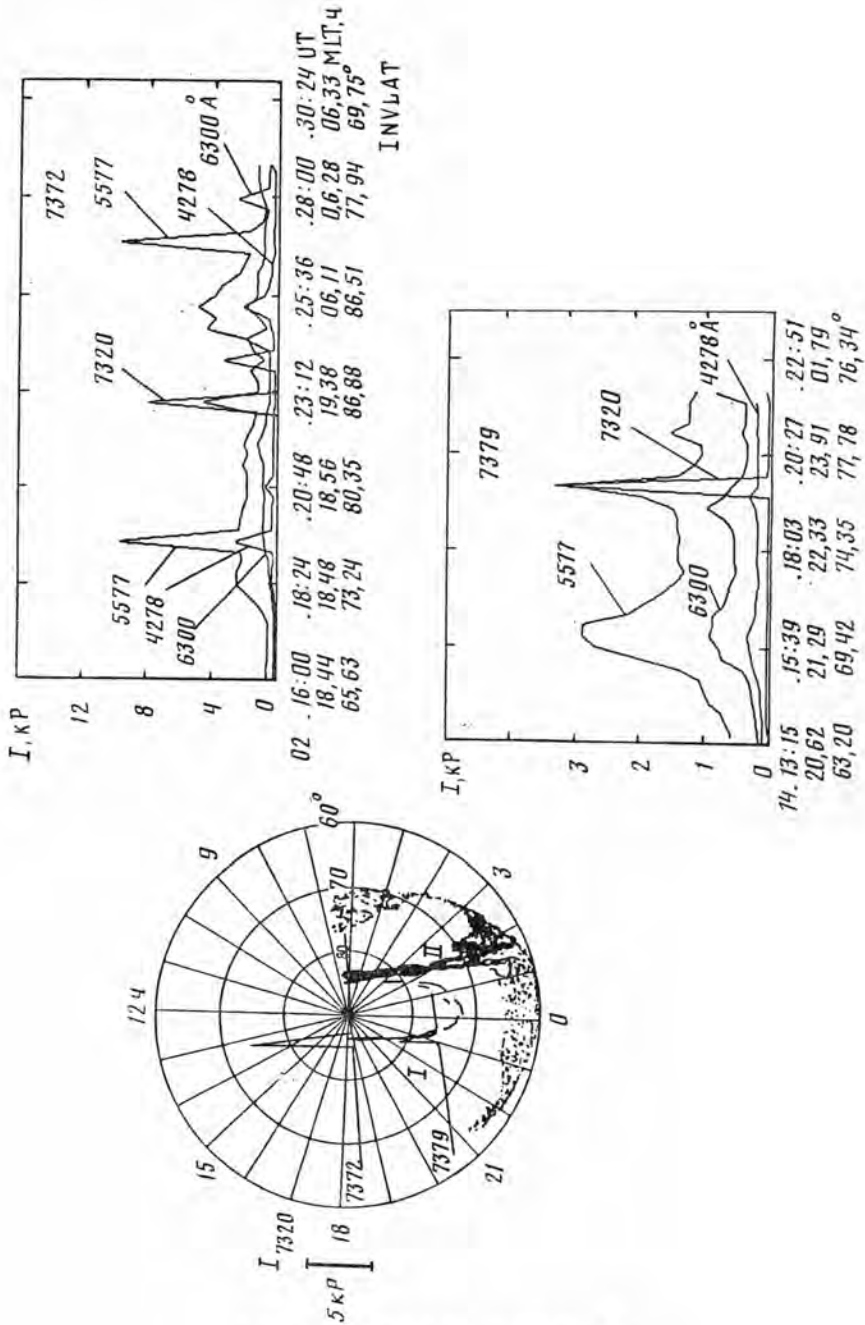 I, кР
12
8
4
0
7372
7320
5577
5577
4278
4278
6300
6300 Å
02 .16:00 .18:24 .20:48 .23:12 .25:36 .28:00 .30:24 UT
18,44 18,48 18,56 19,38 06,11 0,6,28 06,33 MLT,ч
65,63 73,24 80,35 86,88 86,51 77,94 69,75°
INVLAT
I 7320
5 кР
12 ч
15
9
18
7372
80
70
60°
I
II
7379
21
3
0
I, кР
3
2
1
0
7379
5577
7320
6300
4278 Å
14. 13:15 .15:39 .18:03 .20:27 .22:51
20,62 21,29 22,33 23,91 01,79
63,20 69,42 74,35 77,78 76,34°